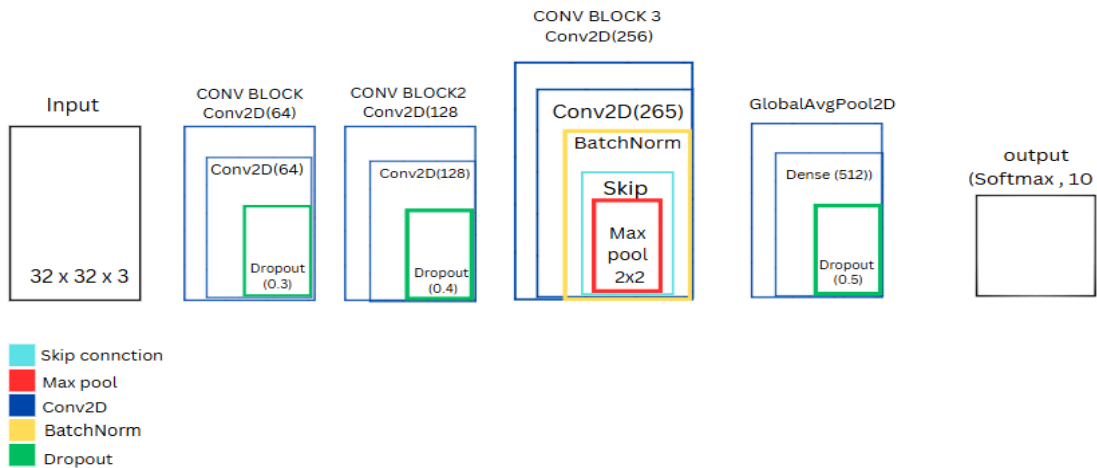 Input
32 x 32 x 3
CONV BLOCK
Conv2D(64)
Conv2D(64)
Dropout
(0.3)
CONV BLOCK2
Conv2D(128
Conv2D(128)
Dropout
(0.4)
CONV BLOCK 3
Conv2D(256)
Conv2D(265)
BatchNorm
Skip
Max
pool
2x2
GlobalAvgPool2D
Dense (512))
Dropout
(0.5)
output
(Softmax , 10
Skip connction
Max pool
Conv2D
BatchNorm
Dropout